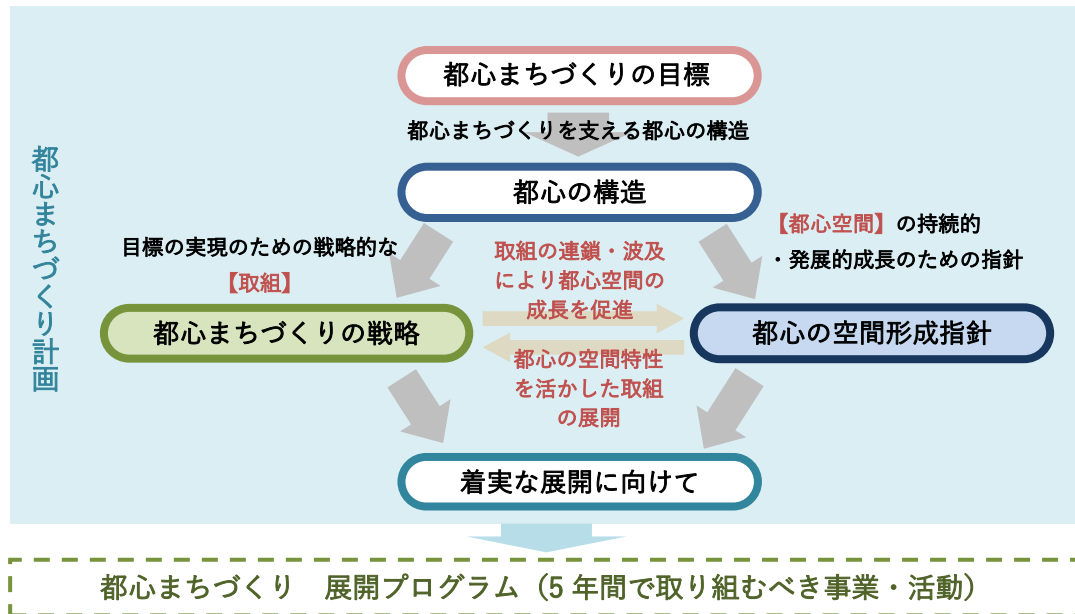 都心まちづくり計画
都心まちづくりの目標
都心まちづくりを支える都心の構造
都心の構造
目標の実現のための戦略的な
【取組】
取組の連鎖・波及
により都心空間の
成長を促進
【都心空間】の持続的
・発展的成長のための指針
都心まちづくりの戦略
都心の空間形成指針
都心の空間特性
を活かした取組
の展開
着実な展開に向けて
都心まちづくり　展開プログラム（5 年間で取り組むべき事業・活動）